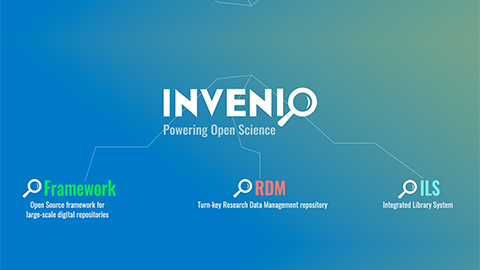 INVENIO
Powering Open Science
Framework
Open Source framework for
large-scale digital repositories
RDM
Turn-key Research Data Management repository
ILS
Integrated Library System